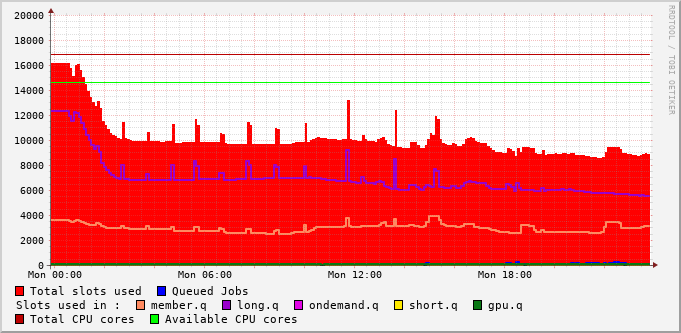 RRDTOOL / TOBI OETIKER
20000
18000
16000
14000
12000
10000
8000
6000
4000
2000
0
Mon 00:00 Mon 06:00 Mon 12:00 Mon 18:00
Total slots used Queued Jobs
Slots used in : member.q long.q ondemand.q short.q gpu.q
Total CPU cores Available CPU cores